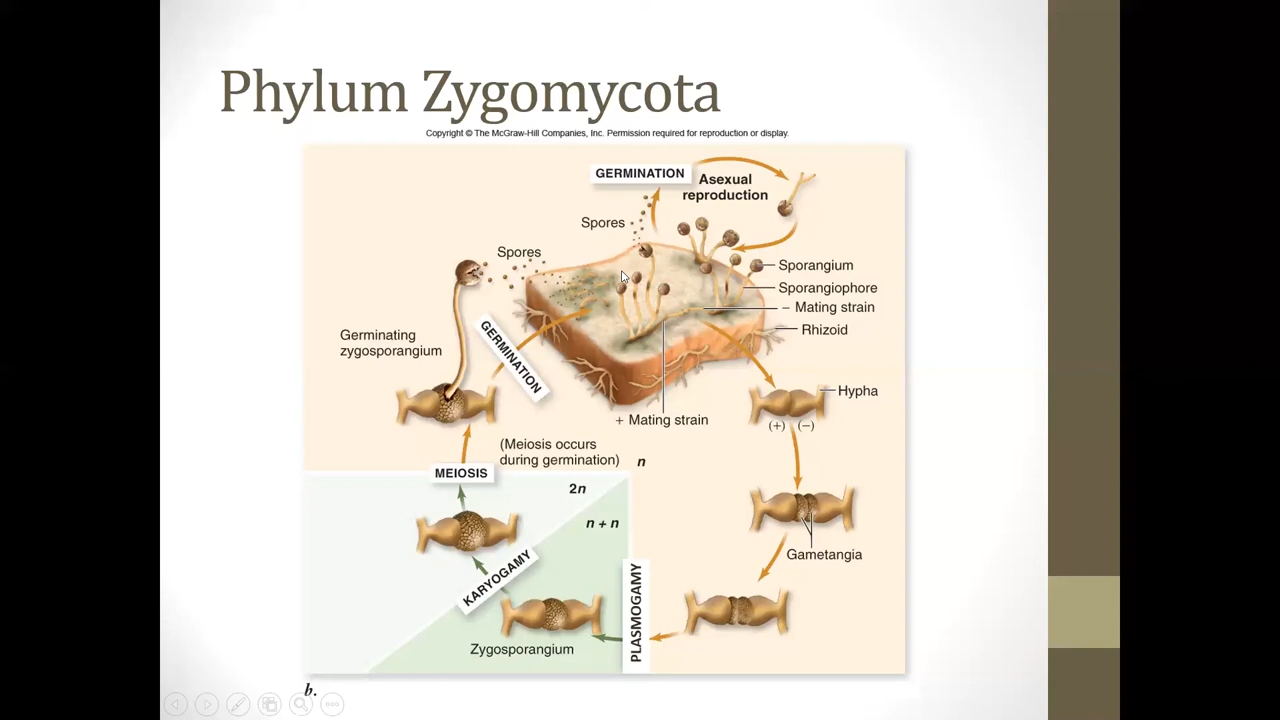 Phylum Zygomycota
Copyright © The McGraw-Hill Companies, Inc. Permission required for reproduction or display.
GERMINATION
Asexual
reproduction
Spores
Spores
Sporangium
Sporangiophore
– Mating strain
Rhizoid
Germinating
zygosporangium
GERMINATION
Hypha
+ Mating strain
(+) (–)
(Meiosis occurs
during germination)
n
MEIOSIS
2n
n + n
Gametangia
KARYOGAMY
PLASMOGAMY
Zygosporangium
b.